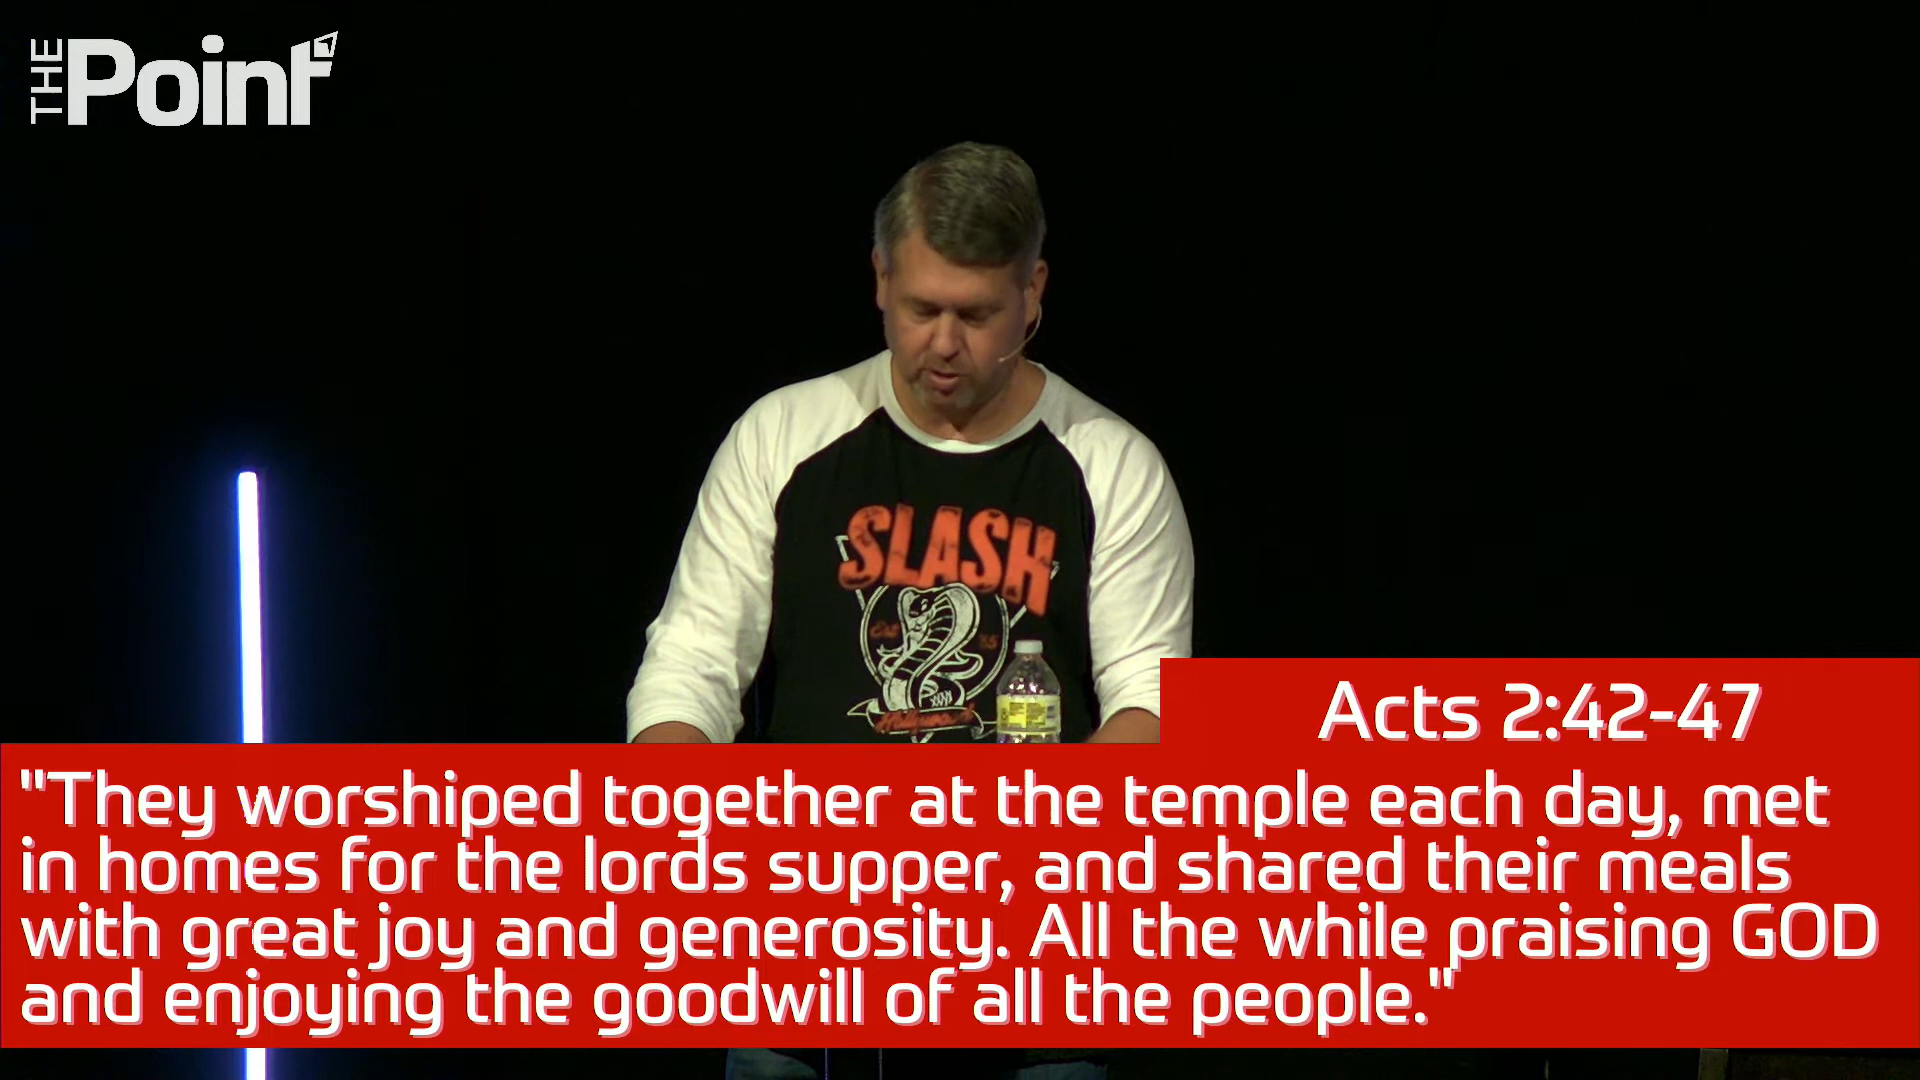 THE Point
SLASH
Est '85
Acts 2:42-47
"They worshiped together at the temple each day, met
in homes for the lords supper, and shared their meals
with great joy and generosity. All the while praising GOD
and enjoying the goodwill of all the people."